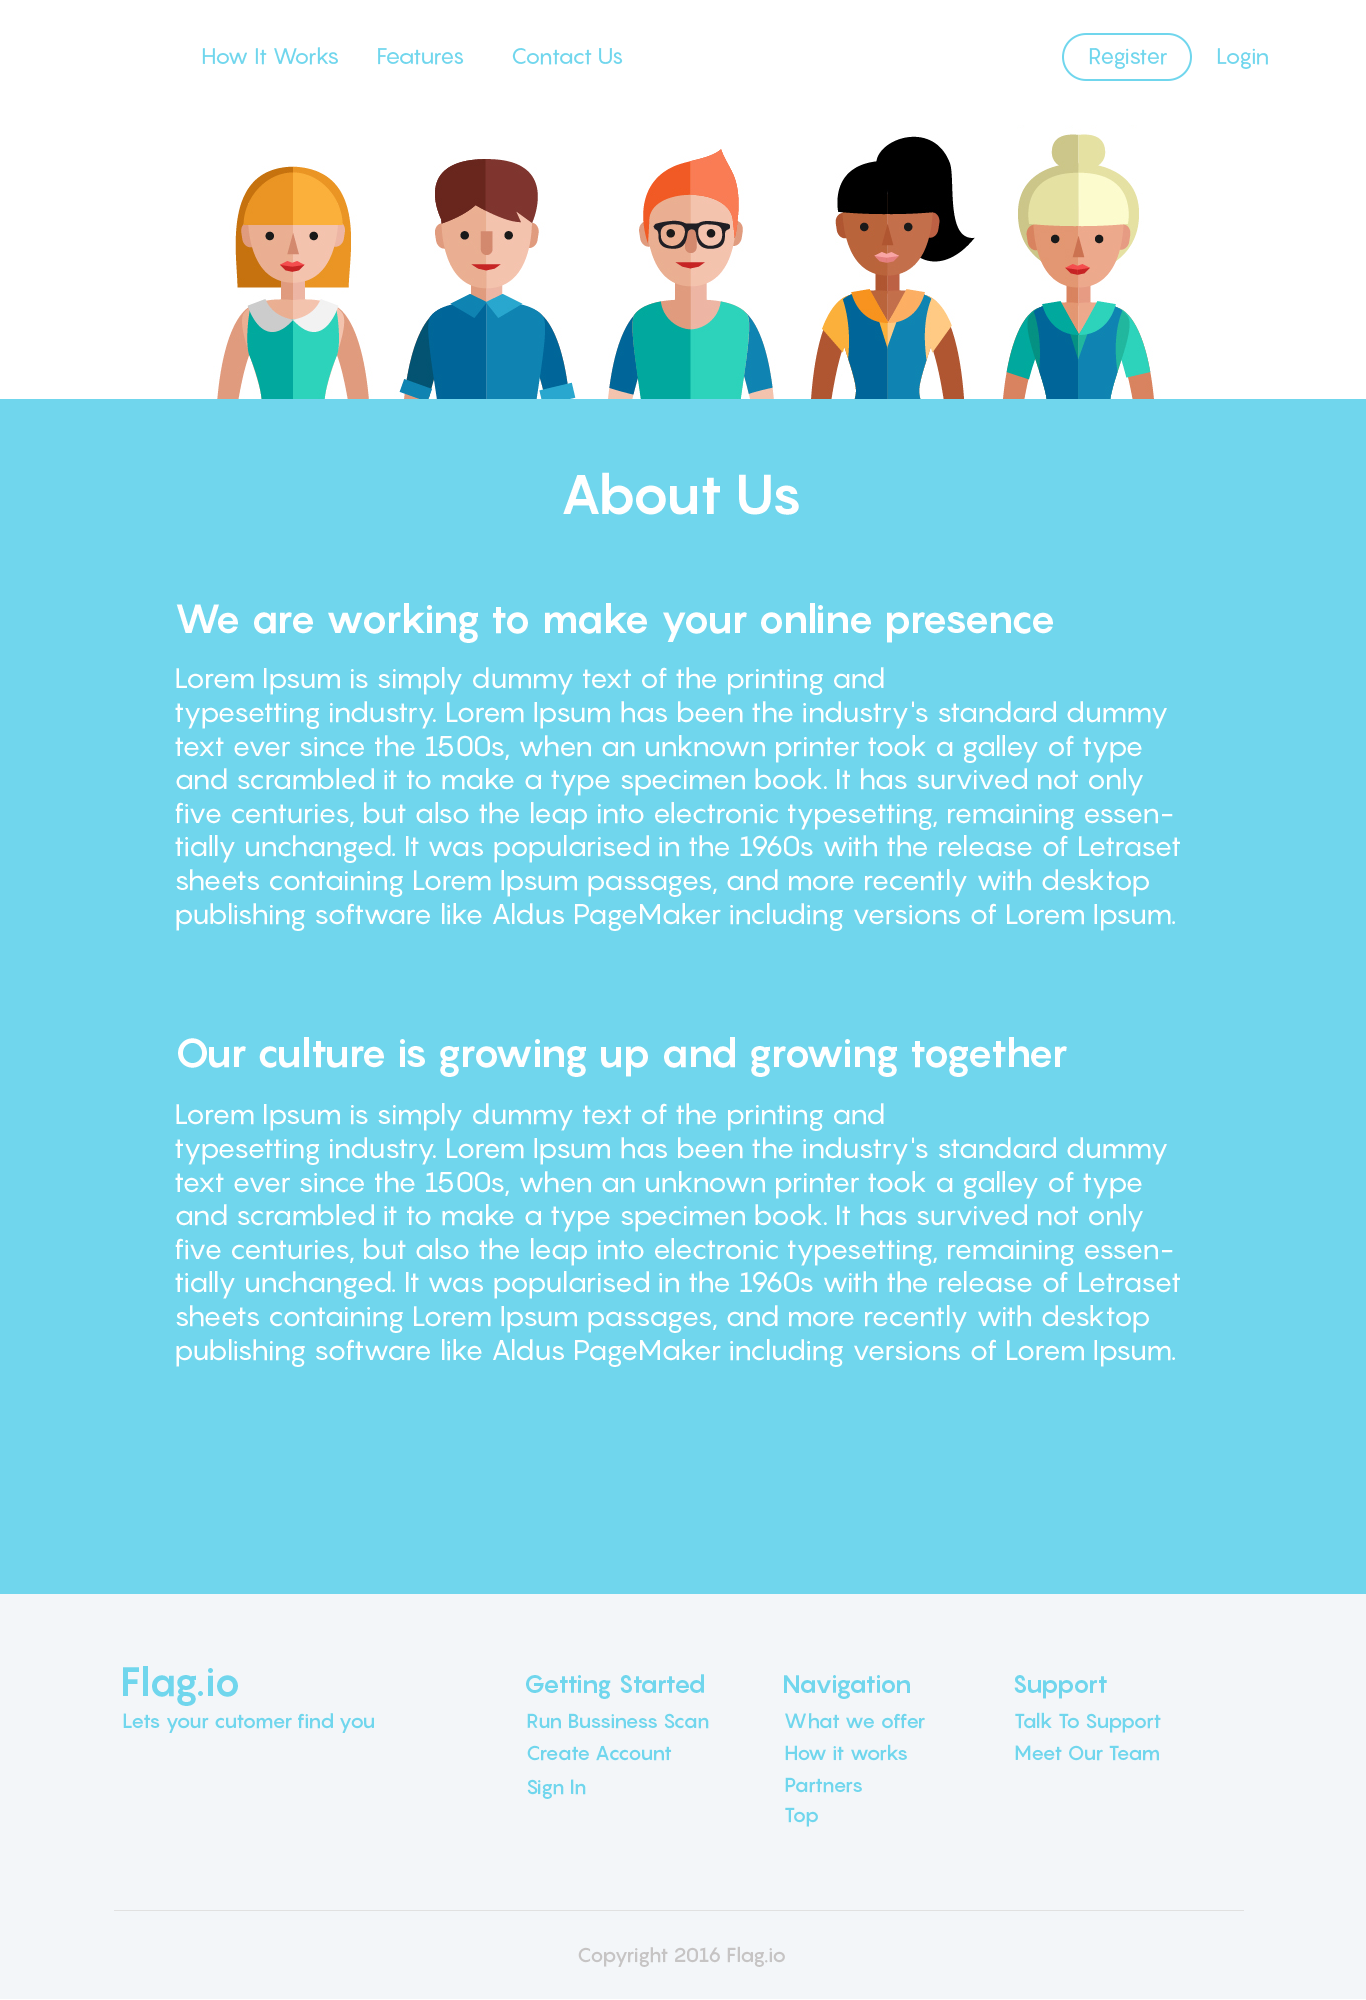 How It Works Features Contact Us Register Login
About Us
We are working to make your online presence
Lorem Ipsum is simply dummy text of the printing and
typesetting industry. Lorem Ipsum has been the industry's standard dummy
text ever since the 1500s, when an unknown printer took a galley of type
and scrambled it to make a type specimen book. It has survived not only
five centuries, but also the leap into electronic typesetting, remaining essen-
tially unchanged. It was popularised in the 1960s with the release of Letraset
sheets containing Lorem Ipsum passages, and more recently with desktop
publishing software like Aldus PageMaker including versions of Lorem Ipsum.
Our culture is growing up and growing together
Lorem Ipsum is simply dummy text of the printing and
typesetting industry. Lorem Ipsum has been the industry's standard dummy
text ever since the 1500s, when an unknown printer took a galley of type
and scrambled it to make a type specimen book. It has survived not only
five centuries, but also the leap into electronic typesetting, remaining essen-
tially unchanged. It was popularised in the 1960s with the release of Letraset
sheets containing Lorem Ipsum passages, and more recently with desktop
publishing software like Aldus PageMaker including versions of Lorem Ipsum.
Flag.io
Lets your cutomer find you
Getting Started
Run Bussiness Scan
Create Account
Sign In
Navigation
What we offer
How it works
Partners
Top
Support
Talk To Support
Meet Our Team
Copyright 2016 Flag.io